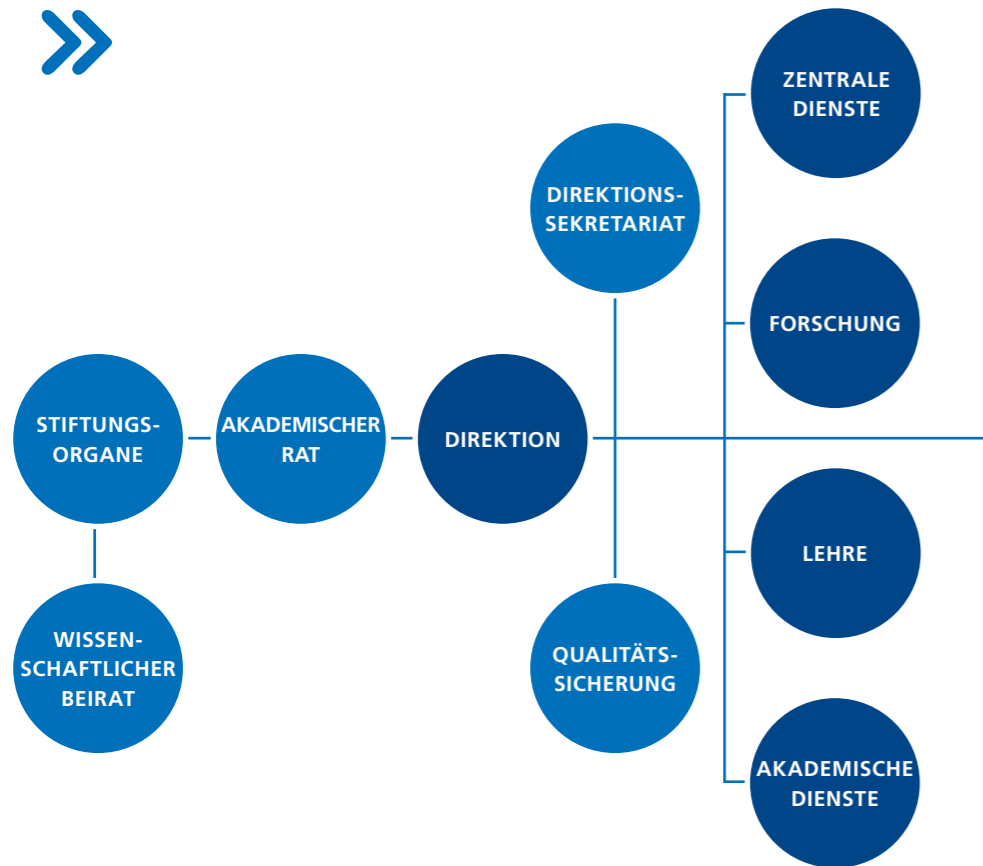 ZENTRALE
DIENSTE
DIREKTIONS-
SEKRETARIAT
FORSCHUNG
STIFTUNGS-
ORGANE
AKADEMISCHER
RAT
DIREKTION
LEHRE
WISSEN-
SCHAFTLICHER
BEIRAT
QUALITÄTS-
SICHERUNG
AKADEMISCHE
DIENSTE